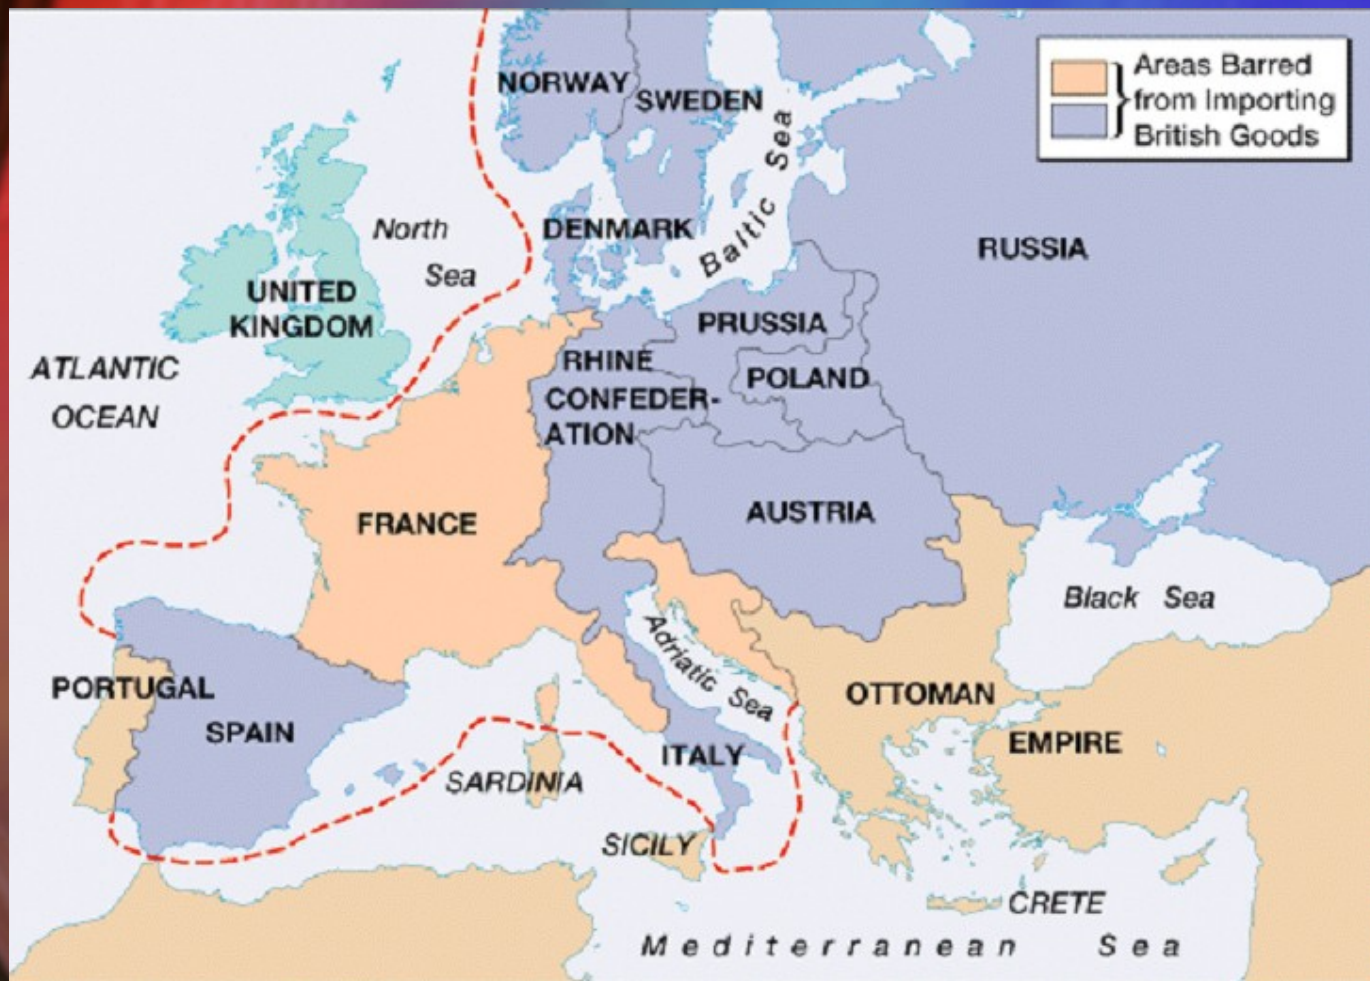 NORWAY
SWEDEN
Areas Barred
from Importing
British Goods
Baltic Sea
North
Sea
DENMARK
RUSSIA
UNITED
KINGDOM
PRUSSIA
ATLANTIC
OCEAN
RHINE
CONFEDER-
ATION
POLAND
FRANCE
AUSTRIA
Black Sea
Adriatic Sea
PORTUGAL
SPAIN
OTTOMAN
EMPIRE
ITALY
SARDINIA
SICILY
CRETE
Mediterranean Sea